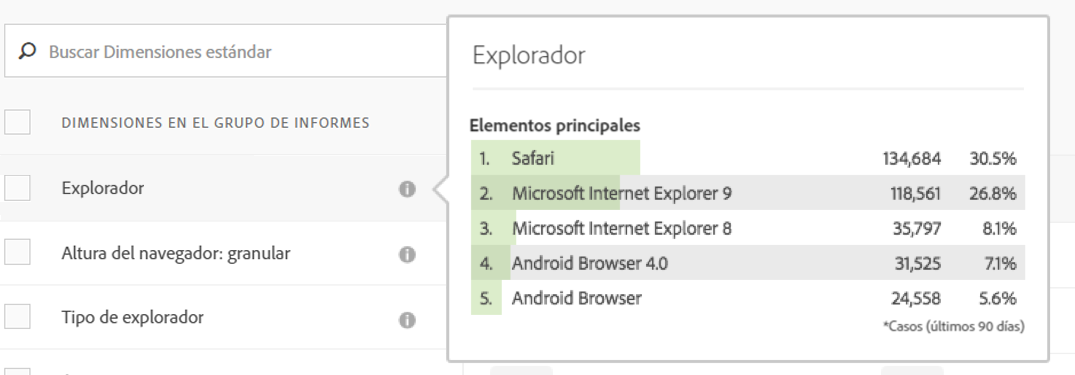 Buscar Dimensiones estándar
DIMENSIONES EN EL GRUPO DE INFORMES
Explorador
Altura del navegador: granular
Tipo de explorador
Explorador
Elementos principales
1. Safari 134,684 30.5%
2. Microsoft Internet Explorer 9 118,561 26.8%
3. Microsoft Internet Explorer 8 35,797 8.1%
4. Android Browser 4.0 31,525 7.1%
5. Android Browser 24,558 5.6%
*Casos (últimos 90 días)